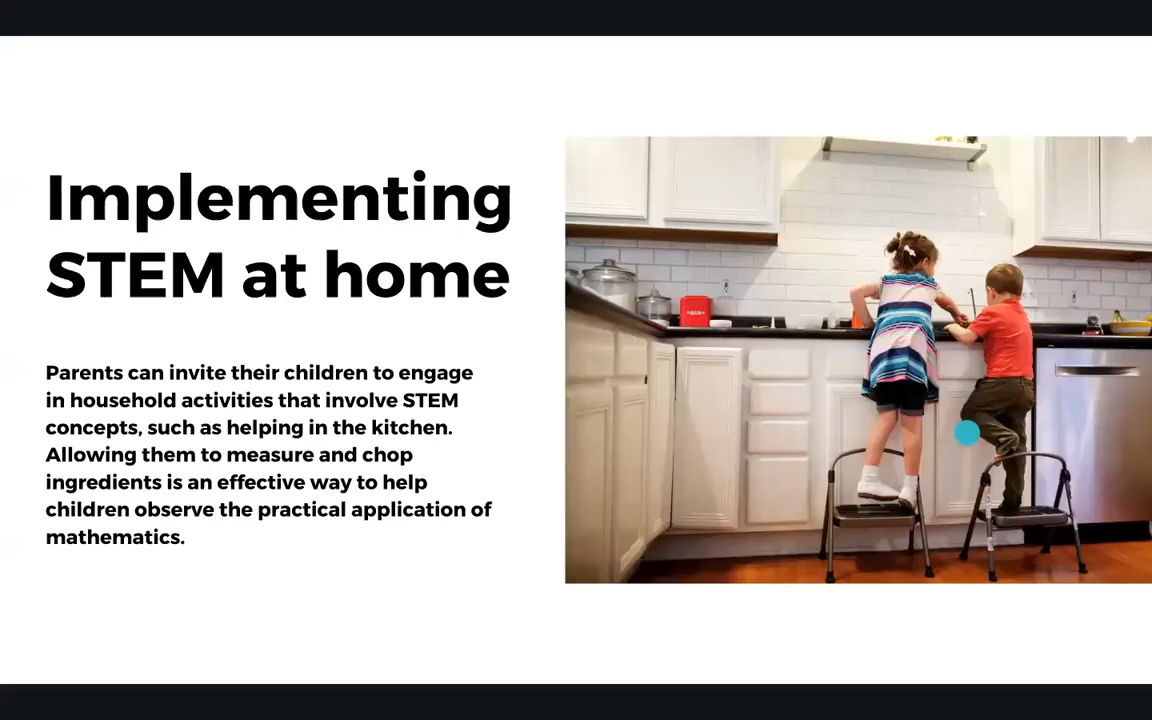 Implementing
STEM at home
Parents can invite their children to engage
in household activities that involve STEM
concepts, such as helping in the kitchen.
Allowing them to measure and chop
ingredients is an effective way to help
children observe the practical application of
mathematics.